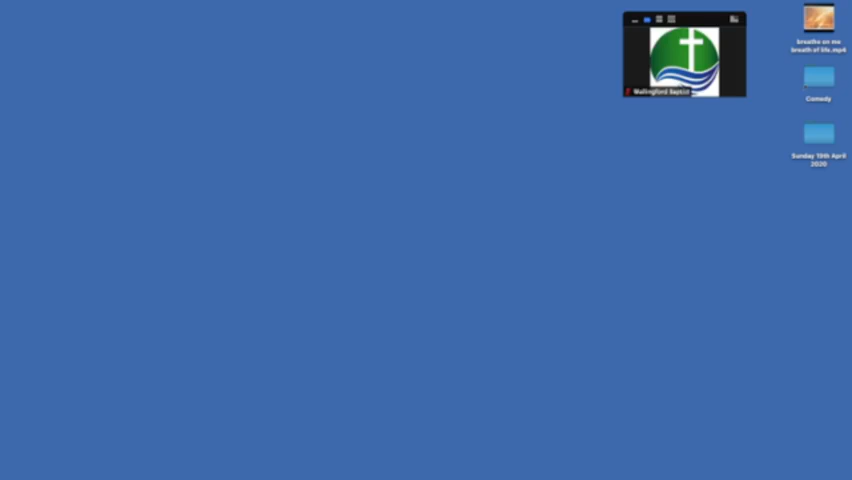 breathe on me
breath of life.mp4
Wallingford Baptist
Comedy
Sunday 19th April
2020